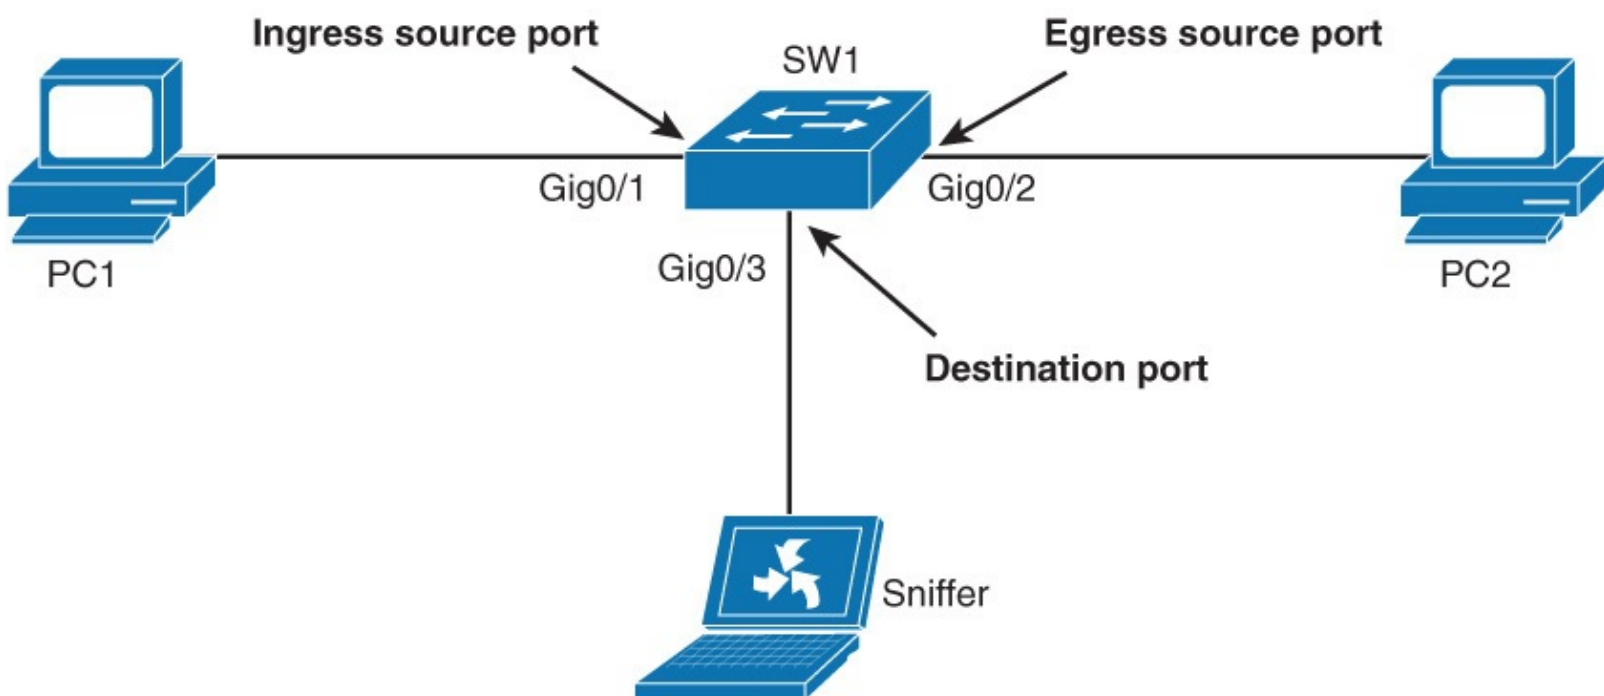 Ingress source port
SW1
Egress source port
Gig0/1
Gig0/2
PC1
Gig0/3
PC2
Destination port
Sniffer